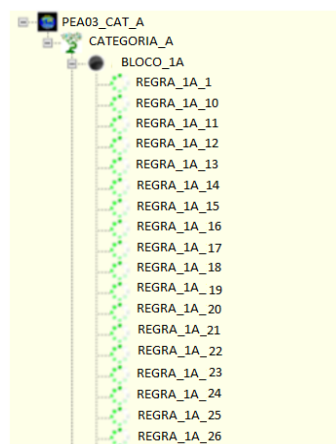 PEA03_CAT_A
CATEGORIA_A
BLOCO_1A
REGRA_1A_1
REGRA_1A_10
REGRA_1A_11
REGRA_1A_12
REGRA_1A_13
REGRA_1A_14
REGRA_1A_15
REGRA_1A_16
REGRA_1A_17
REGRA_1A_18
REGRA_1A_19
REGRA_1A_20
REGRA_1A_21
REGRA_1A_22
REGRA_1A_23
REGRA_1A_24
REGRA_1A_25
REGRA_1A_26